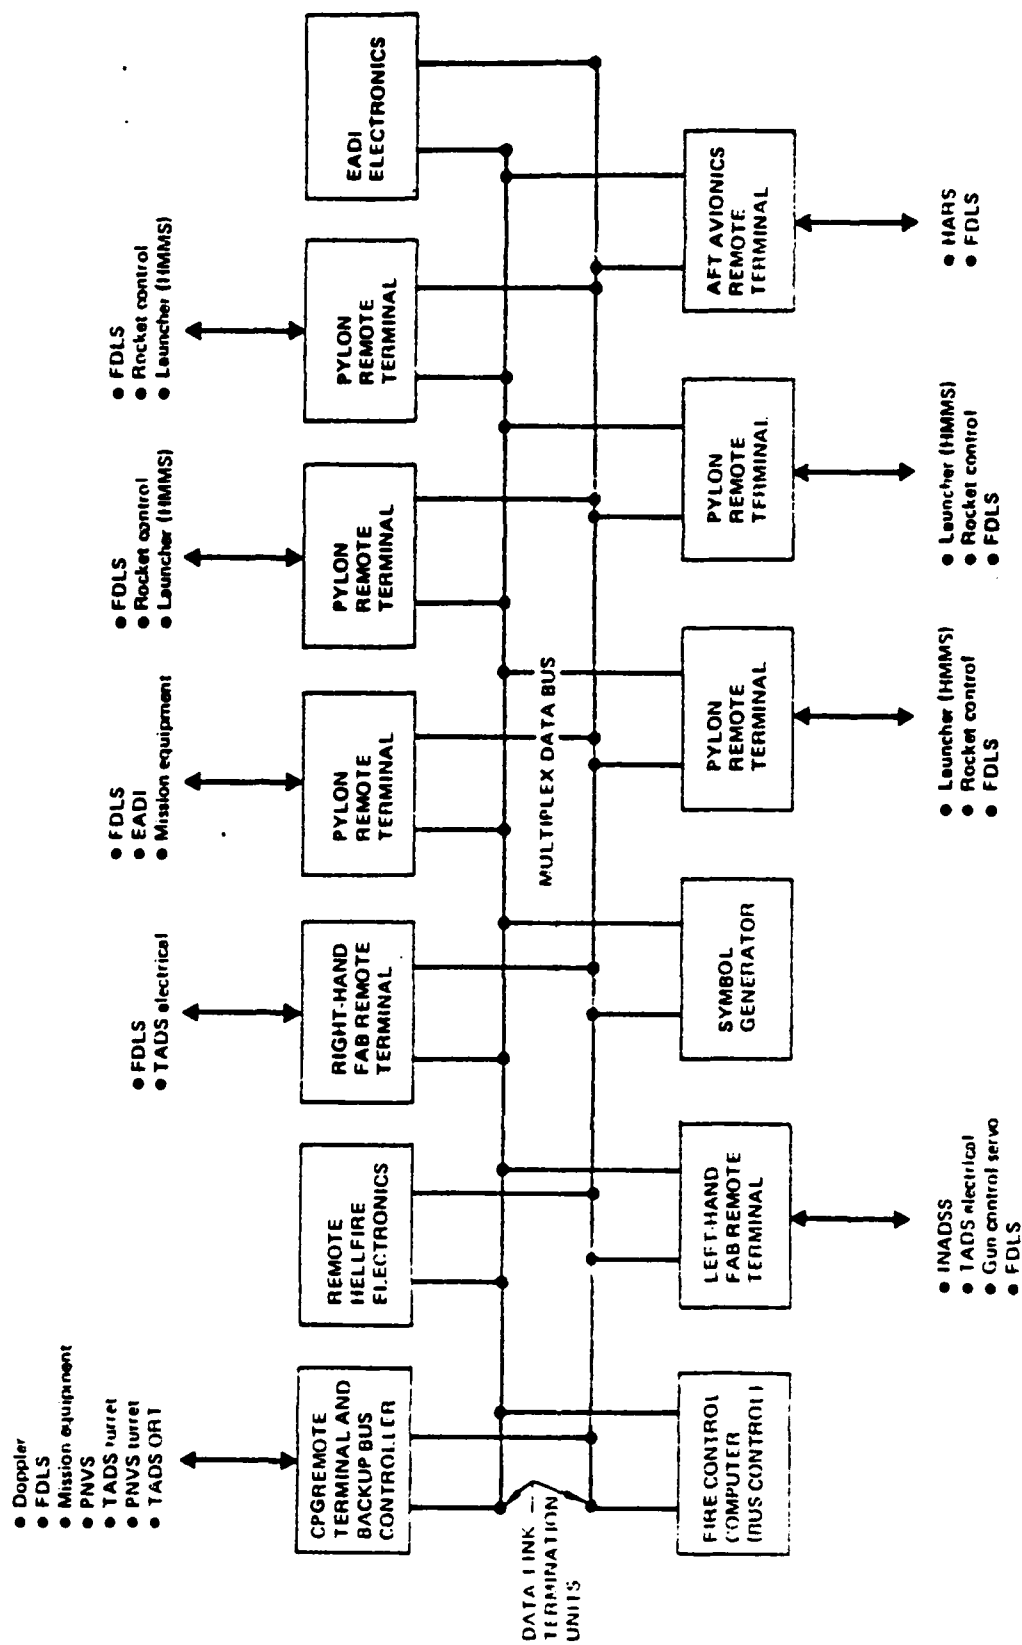 ● Doppler
● FDLS
● Mission equipment
● PNVS
● TADS turret
● PNVS turret
● TADS ORT
● FDLS
● TADS electrical
● FDLS
● EADI
● Mission equipment
● FDLS
● Rocket control
● Launcher (HMMS)
● FDLS
● Rocket control
● Launcher (HMMS)
CPGREMOTE
TERMINAL AND
BACKUP BUS
CONTROLLER
REMOTE
HELLFIRE
ELECTRONICS
RIGHT-HAND
FAB REMOTE
TERMINAL
PYLON
REMOTE
TERMINAL
PYLON
REMOTE
TERMINAL
PYLON
REMOTE
TERMINAL
EADI
ELECTRONICS
DATA LINK —
TERMINATION
UNITS
MULTIPLEX DATA BUS
FIRE CONTROL
COMPUTER
(BUS CONTROL)
LEFT-HAND
FAB REMOTE
TERMINAL
SYMBOL
GENERATOR
PYLON
REMOTE
TERMINAL
PYLON
REMOTE
TERMINAL
AFT AVIONICS
REMOTE
TERMINAL
● INADSS
● TADS electrical
● Gun control servo
● FDLS
● Launcher (HMMS)
● Rocket control
● FDLS
● Launcher (HMMS)
● Rocket control
● FDLS
● HARS
● FDLS